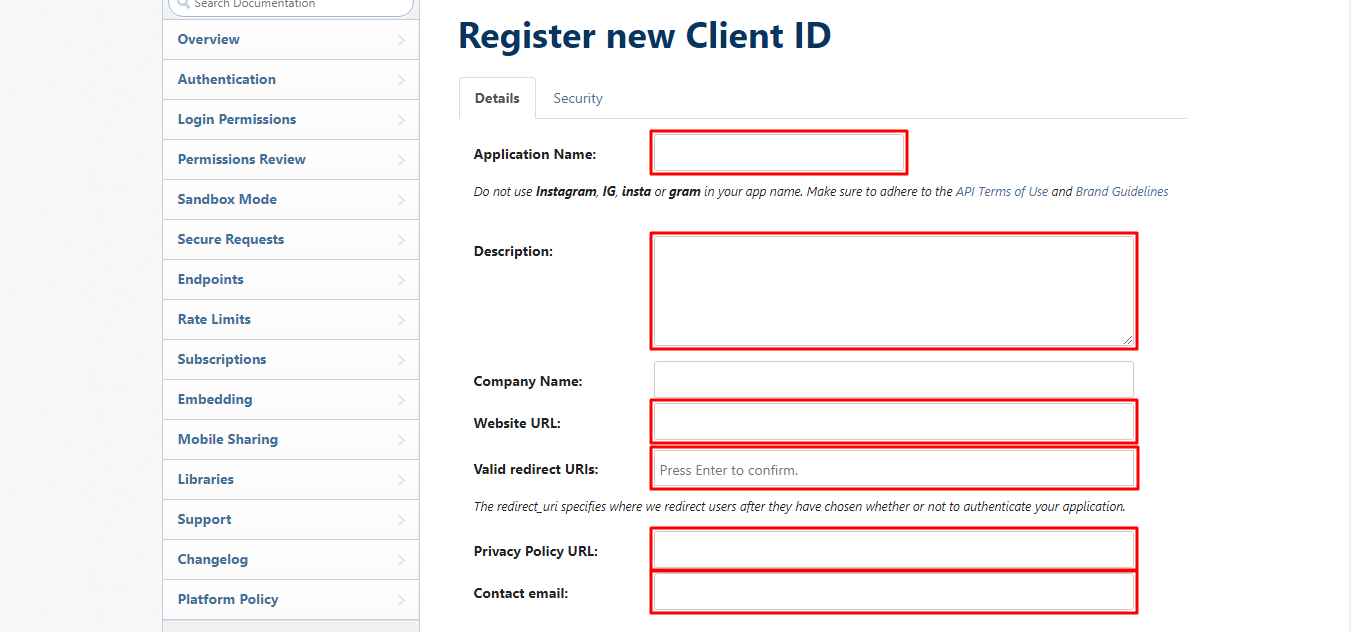 Search Documentation
Overview
Authentication
Login Permissions
Permissions Review
Sandbox Mode
Secure Requests
Endpoints
Rate Limits
Subscriptions
Embedding
Mobile Sharing
Libraries
Support
Changelog
Platform Policy
Register new Client ID
Details Security
Application Name:
Do not use Instagram, IG, insta or gram in your app name. Make sure to adhere to the API Terms of Use and Brand Guidelines
Description:
Company Name:
Website URL:
Valid redirect URIs: Press Enter to confirm.
The redirect_uri specifies where we redirect users after they have chosen whether or not to authenticate your application.
Privacy Policy URL:
Contact email: